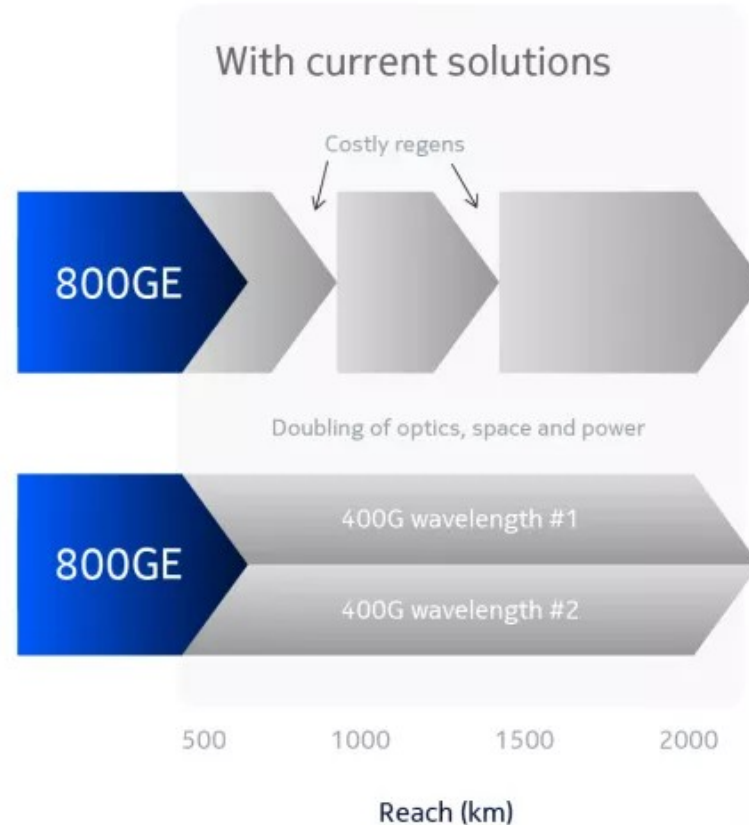 With current solutions
Costly regens
800GE
Doubling of optics, space and power
400G wavelength #1
800GE
400G wavelength #2
500 1000 1500 2000
Reach (km)